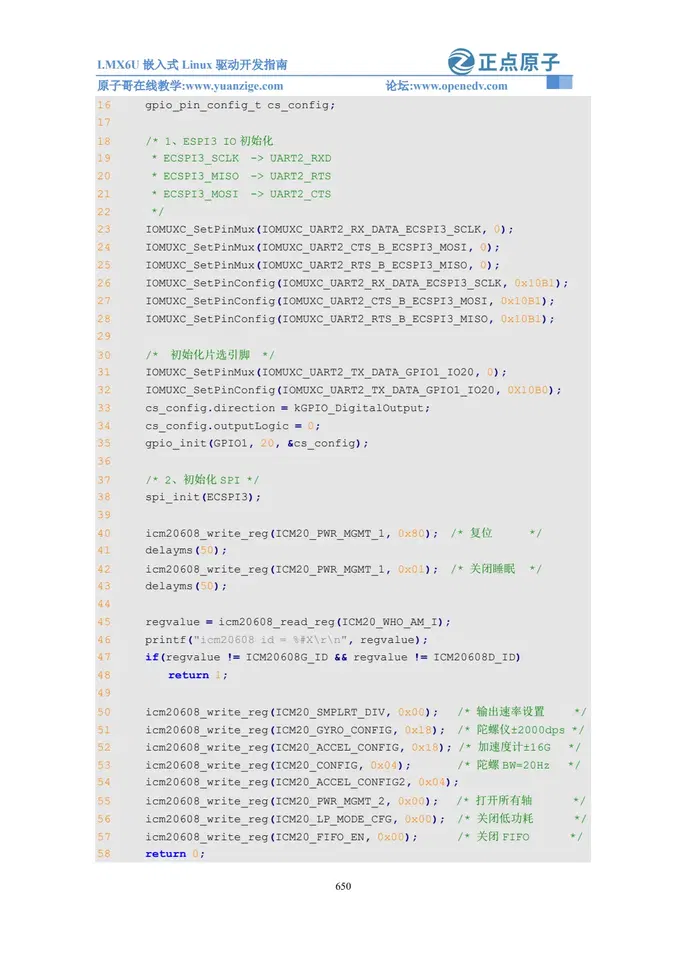 I.MX6U 嵌入式 Linux 驱动开发指南
正点原子
原子哥在线教学:www.yuanzige.com 论坛:www.openedv.com
16 gpio_pin_config_t cs_config;
17
18 /* 1、ESPI3 IO 初始化
19 * ECSPI3_SCLK -> UART2_RXD
20 * ECSPI3_MISO -> UART2_RTS
21 * ECSPI3_MOSI -> UART2_CTS
22 */
23 IOMUXC_SetPinMux(IOMUXC_UART2_RX_DATA_ECSPI3_SCLK, 0);
24 IOMUXC_SetPinMux(IOMUXC_UART2_CTS_B_ECSPI3_MOSI, 0);
25 IOMUXC_SetPinMux(IOMUXC_UART2_RTS_B_ECSPI3_MISO, 0);
26 IOMUXC_SetPinConfig(IOMUXC_UART2_RX_DATA_ECSPI3_SCLK, 0x10B1);
27 IOMUXC_SetPinConfig(IOMUXC_UART2_CTS_B_ECSPI3_MOSI, 0x10B1);
28 IOMUXC_SetPinConfig(IOMUXC_UART2_RTS_B_ECSPI3_MISO, 0x10B1);
29
30 /* 初始化片选引脚 */
31 IOMUXC_SetPinMux(IOMUXC_UART2_TX_DATA_GPIO1_IO20, 0);
32 IOMUXC_SetPinConfig(IOMUXC_UART2_TX_DATA_GPIO1_IO20, 0X10B0);
33 cs_config.direction = kGPIO_DigitalOutput;
34 cs_config.outputLogic = 0;
35 gpio_init(GPIO1, 20, &cs_config);
36
37 /* 2、初始化 SPI */
38 spi_init(ECSPI3);
39
40 icm20608_write_reg(ICM20_PWR_MGMT_1, 0x80); /* 复位 */
41 delayms(50);
42 icm20608_write_reg(ICM20_PWR_MGMT_1, 0x01); /* 关闭睡眠 */
43 delayms(50);
44
45 regvalue = icm20608_read_reg(ICM20_WHO_AM_I);
46 printf("icm20608 id = %#X\r\n", regvalue);
47 if(regvalue != ICM20608G_ID && regvalue != ICM20608D_ID)
48 return 1;
49
50 icm20608_write_reg(ICM20_SMPLRT_DIV, 0x00); /* 输出速率设置 */
51 icm20608_write_reg(ICM20_GYRO_CONFIG, 0x18); /* 陀螺仪±2000dps */
52 icm20608_write_reg(ICM20_ACCEL_CONFIG, 0x18); /* 加速度计±16G */
53 icm20608_write_reg(ICM20_CONFIG, 0x04); /* 陀螺 BW=20Hz */
54 icm20608_write_reg(ICM20_ACCEL_CONFIG2, 0x04);
55 icm20608_write_reg(ICM20_PWR_MGMT_2, 0x00); /* 打开所有轴 */
56 icm20608_write_reg(ICM20_LP_MODE_CFG, 0x00); /* 关闭低功耗 */
57 icm20608_write_reg(ICM20_FIFO_EN, 0x00); /* 关闭 FIFO */
58 return 0;
650